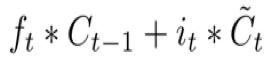 f_t * C_{t-1} + i_t * \tilde{C}_t